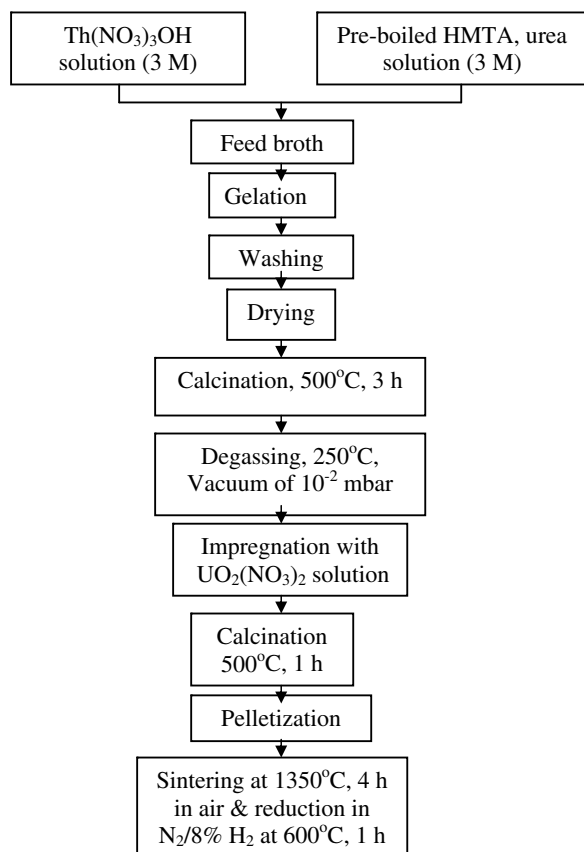 Th(NO₃)₃OH
solution (3 M)
Pre-boiled HMTA, urea
solution (3 M)
Feed broth
Gelation
Washing
Drying
Calcination, 500°C, 3 h
Degassing, 250°C,
Vacuum of 10⁻² mbar
Impregnation with
UO₂(NO₃)₂ solution
Calcination
500°C, 1 h
Pelletization
Sintering at 1350°C, 4 h
in air & reduction in
N₂/8% H₂ at 600°C, 1 h